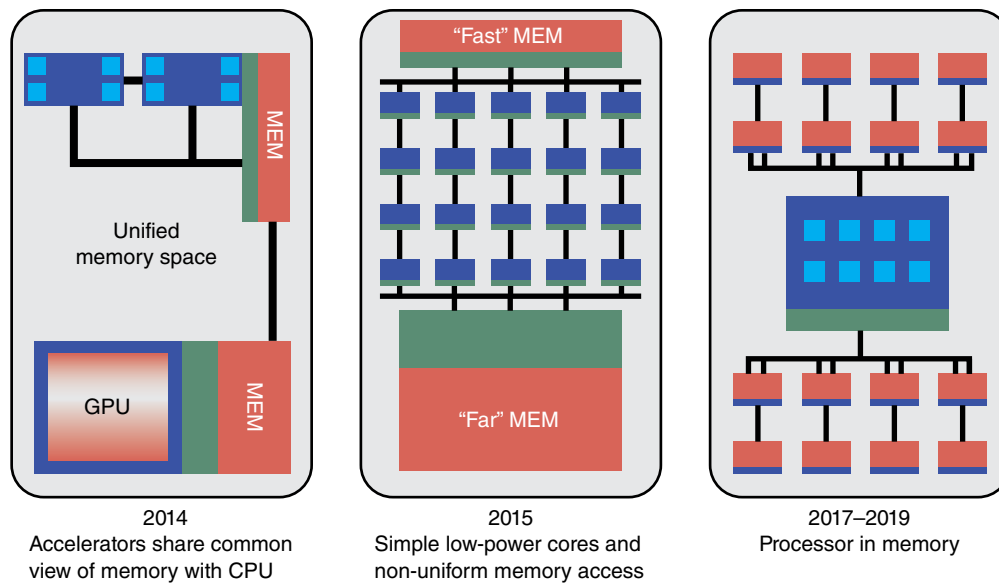 MEM
Unified
memory space
GPU
MEM
2014
Accelerators share common
view of memory with CPU
“Fast” MEM
“Far” MEM
2015
Simple low-power cores and
non-uniform memory access
2017–2019
Processor in memory